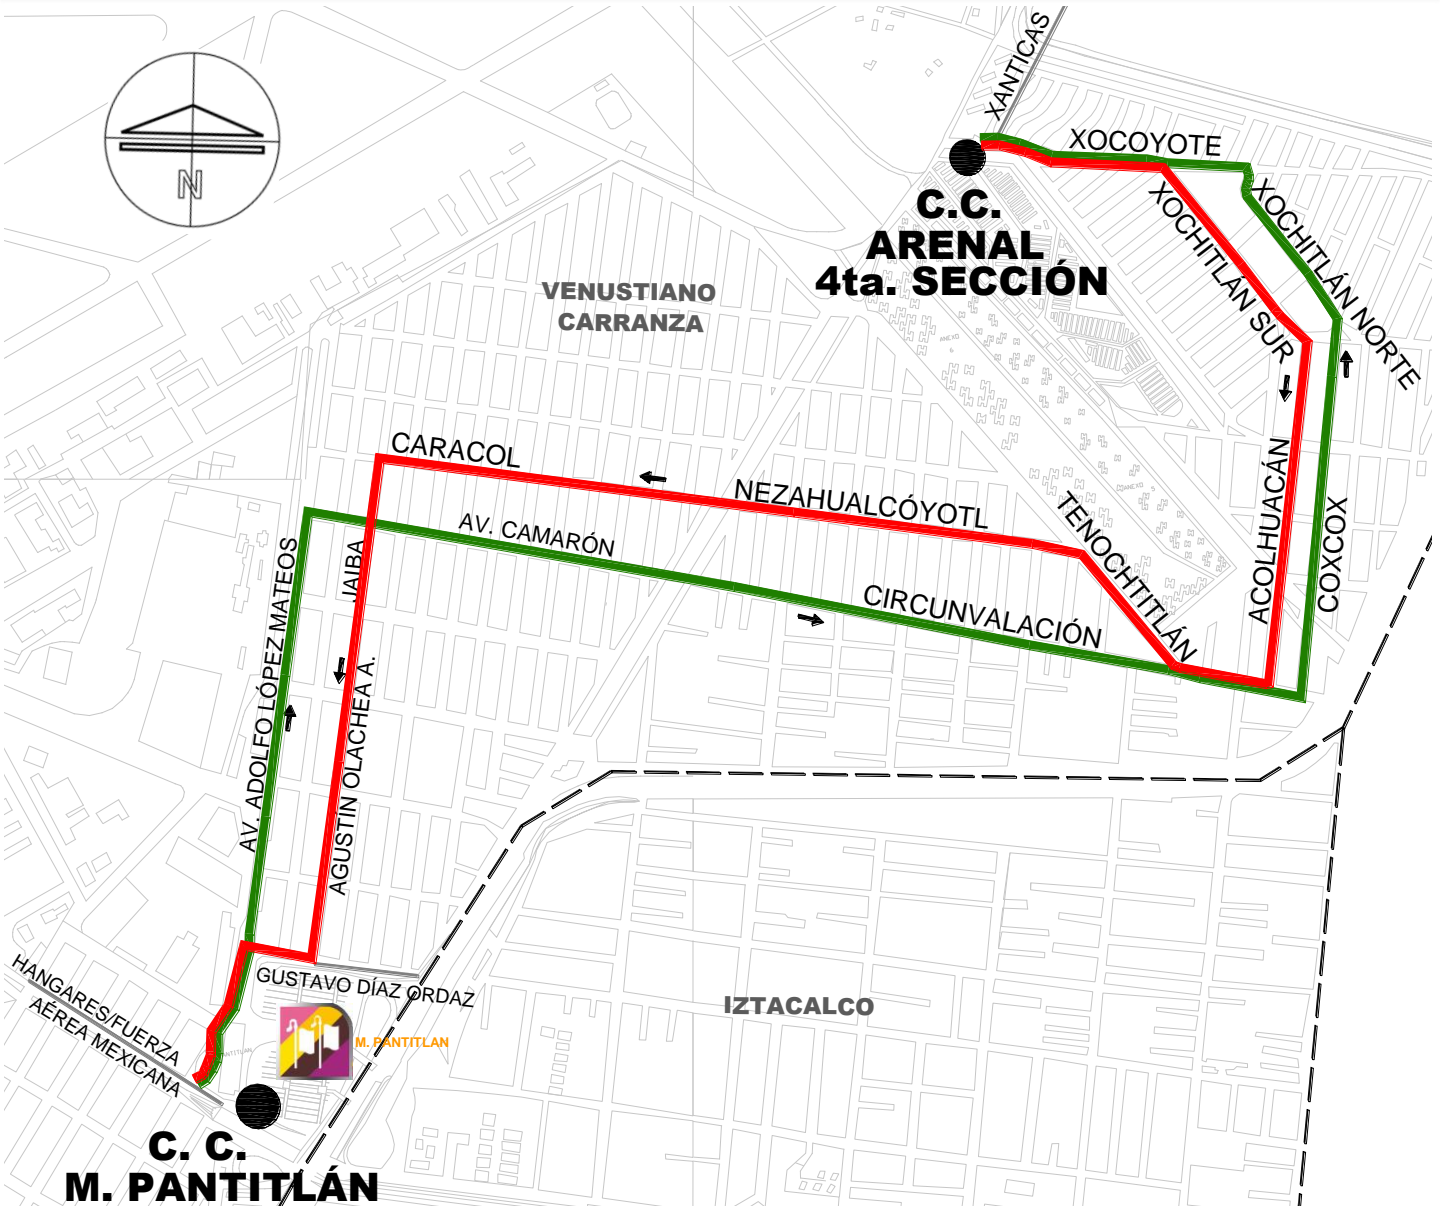 XANTICAS
XOCOYOTE
N
C.C.
ARENAL
4ta. SECCIÓN
XOCHITLÁN SUR
XOCHITLÁN NORTE
VENUSTIANO
CARRANZA
CARACOL
NEZAHUALCÓYOTL
TENOCHTITLÁN
ACOLHUACÁN
COXCOX
AV. CAMARÓN
JAIBA
CIRCUNVALACIÓN
AV. ADOLFO LÓPEZ MATEOS
AGUSTIN OLACHEA A.
GUSTAVO DÍAZ ORDAZ
HANGARES/FUERZA
AÉREA MEXICANA
M. PANTITLAN
IZTACALCO
C. C.
M. PANTITLÁN